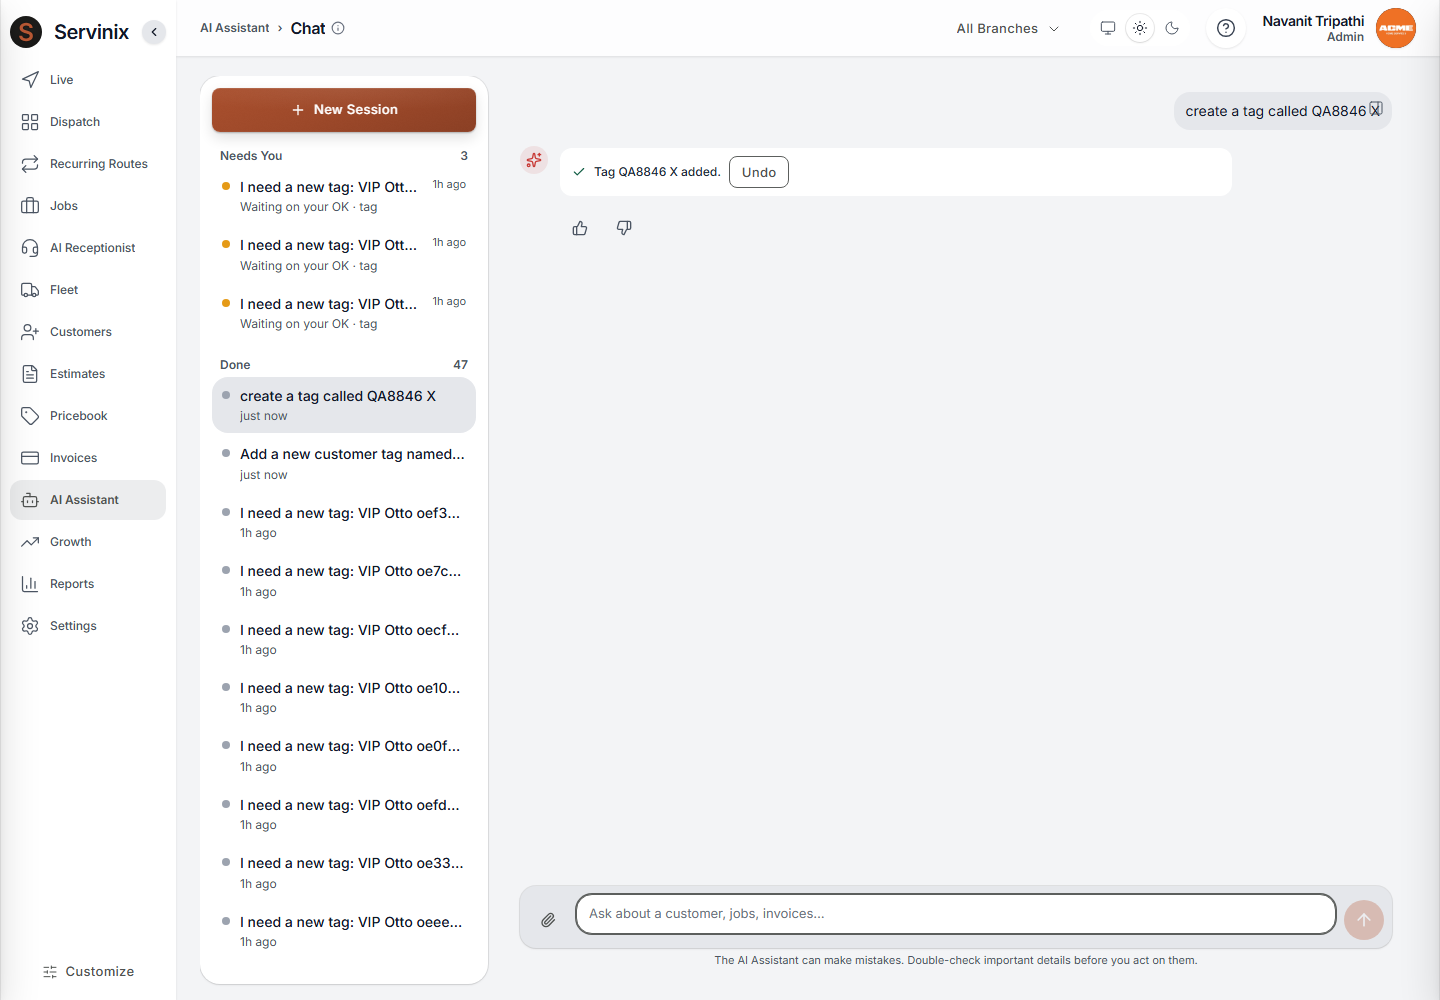 S Servinix
Live
Dispatch
Recurring Routes
Jobs
AI Receptionist
Fleet
Customers
Estimates
Pricebook
Invoices
AI Assistant
Growth
Reports
Settings
Customize
AI Assistant › Chat
All Branches
Navanit Tripathi
Admin
ACME
New Session
Needs You 3
I need a new tag: VIP Ott... 1h ago
Waiting on your OK · tag
I need a new tag: VIP Ott... 1h ago
Waiting on your OK · tag
I need a new tag: VIP Ott... 1h ago
Waiting on your OK · tag
Done 47
create a tag called QA8846 X
just now
Add a new customer tag named...
just now
I need a new tag: VIP Otto oef3...
1h ago
I need a new tag: VIP Otto oe7c...
1h ago
I need a new tag: VIP Otto oecf...
1h ago
I need a new tag: VIP Otto oe10...
1h ago
I need a new tag: VIP Otto oe0f...
1h ago
I need a new tag: VIP Otto oefd...
1h ago
I need a new tag: VIP Otto oe33...
1h ago
I need a new tag: VIP Otto oeee...
1h ago
create a tag called QA8846 X
Tag QA8846 X added. Undo
Ask about a customer, jobs, invoices...
The AI Assistant can make mistakes. Double-check important details before you act on them.